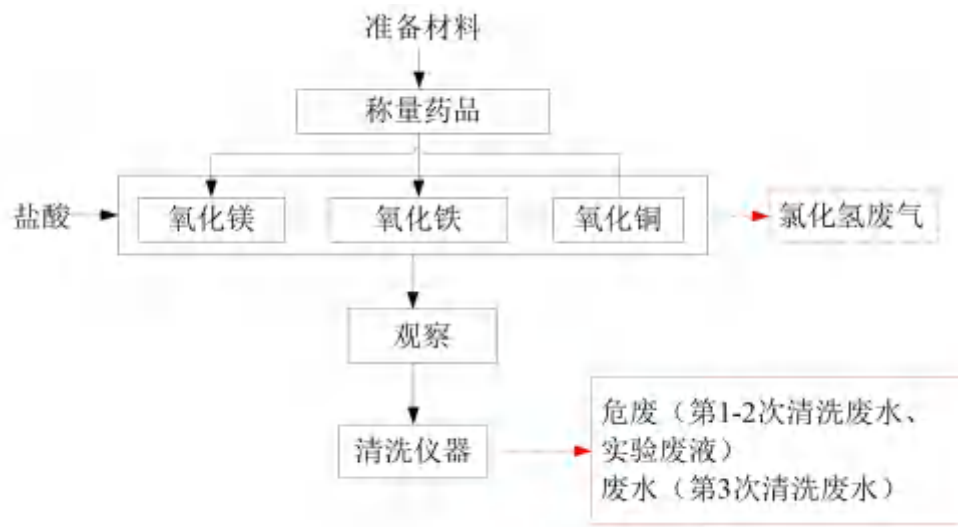 准备材料
称量药品
盐酸
氧化镁
氧化铁
氧化铜
氯化氢废气
观察
清洗仪器
危废（第1-2次清洗废水、
实验废液）
废水（第3次清洗废水）